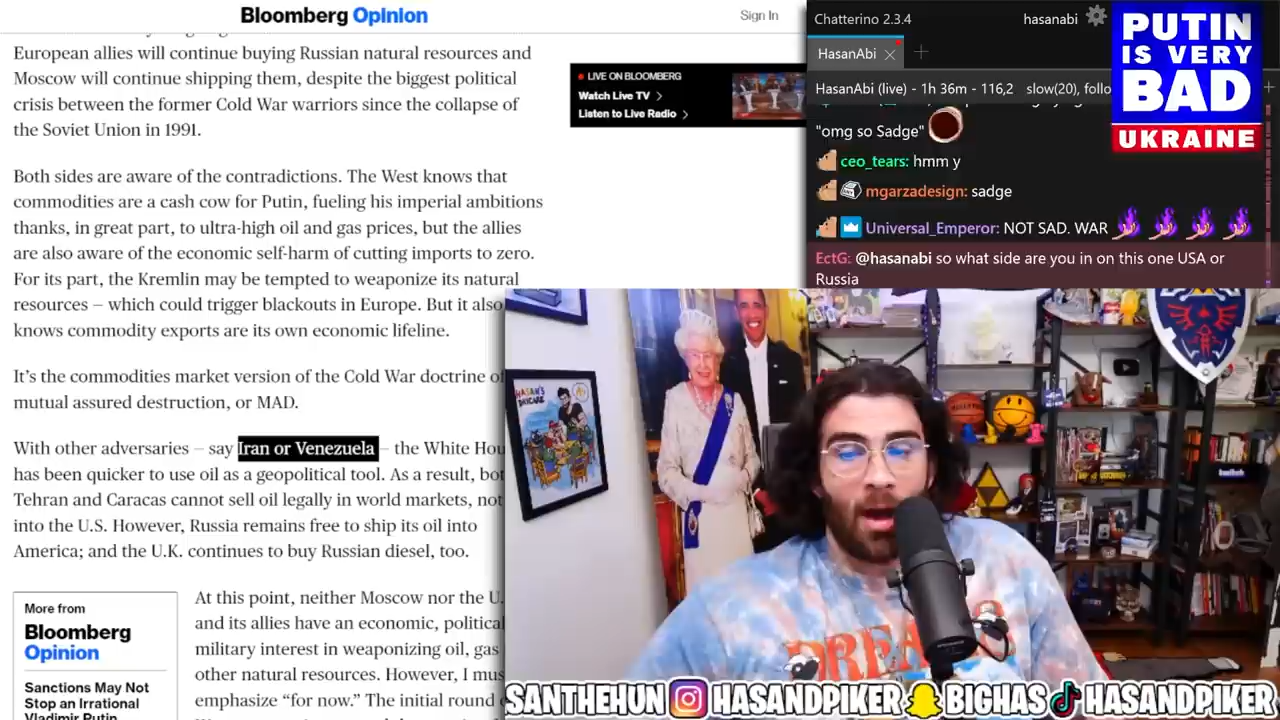 Bloomberg Opinion
Sign In
European allies will continue buying Russian natural resources and
Moscow will continue shipping them, despite the biggest political
crisis between the former Cold War warriors since the collapse of
the Soviet Union in 1991.
Both sides are aware of the contradictions. The West knows that
commodities are a cash cow for Putin, fueling his imperial ambitions
thanks, in great part, to ultra-high oil and gas prices, but the allies
are also aware of the economic self-harm of cutting imports to zero.
For its part, the Kremlin may be tempted to weaponize its natural
resources — which could trigger blackouts in Europe. But it also
knows commodity exports are its own economic lifeline.
It’s the commodities market version of the Cold War doctrine of
mutual assured destruction, or MAD.
With other adversaries — say Iran or Venezuela — the White Hou
has been quicker to use oil as a geopolitical tool. As a result, bot
Tehran and Caracas cannot sell oil legally in world markets, not
into the U.S. However, Russia remains free to ship its oil into
America; and the U.K. continues to buy Russian diesel, too.
More from
Bloomberg
Opinion
Sanctions May Not
Stop an Irrational
Vladimir Putin
At this point, neither Moscow nor the U.
and its allies have an economic, political
military interest in weaponizing oil, gas
other natural resources. However, I mus
emphasize “for now.” The initial round
LIVE ON BLOOMBERG
Watch Live TV >
Listen to Live Radio >
Chatterino 2.3.4
hasanabi
HasanAbi
HasanAbi (live) - 1h 36m - 116,2 slow(20), follo
"omg so Sadge"
ceo_tears: hmm y
mgarzadesign: sadge
Universal_Emperor: NOT SAD. WAR
EctG: @hasanabi so what side are you in on this one USA or
Russia
PUTIN
IS VERY
BAD
UKRAINE
HASAN'S
DAYCARE
DREA
SANTHEHUN HASANDPIKER BIGHAS HASANDPIKER